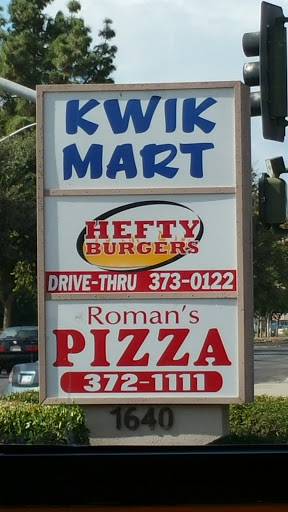 KWIK
MART
HEFTY
BURGERS
DRIVE-THRU 373-0122
Roman's
PIZZA
372-1111
1640